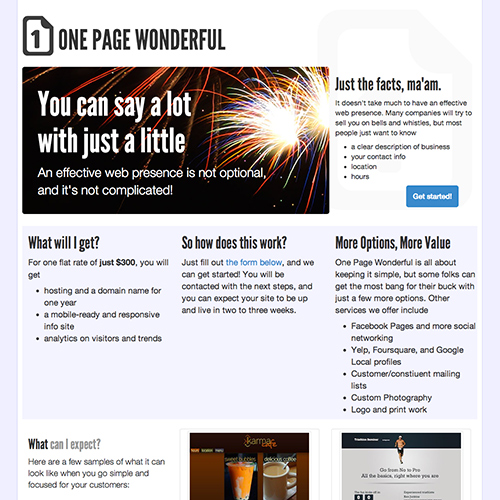 1 ONE PAGE WONDERFUL
You can say a lot
with just a little
An effective web presence is not optional,
and it's not complicated!
Just the facts, ma'am.
It doesn't take much to have an effective
web presence. Many companies will try to
sell you on bells and whistles, but most
people just want to know
• a clear description of business
• your contact info
• location
• hours
Get started!
What will I get?
For one flat rate of just $300, you will
get
• hosting and a domain name for
one year
• a mobile-ready and responsive
info site
• analytics on visitors and trends
So how does this work?
Just fill out the form below, and
we can get started! You will be
contacted with the next steps, and
you can expect your site to be up
and live in two to three weeks.
More Options, More Value
One Page Wonderful is all about
keeping it simple, but some folks can
get the most bang for their buck with
just a few more options. Other
services we offer include
• Facebook Pages and more social
networking
• Yelp, Foursquare, and Google
Local profiles
• Customer/constiuent mailing
lists
• Custom Photography
• Logo and print work
What can I expect?
Here are a few samples of what it can
look like when you go simple and
focused for your customers:
karma
cafe
sweet bubbles
delicious coffee
Triathlon Seminar
Go from No to Pro
All the basics, right where you are